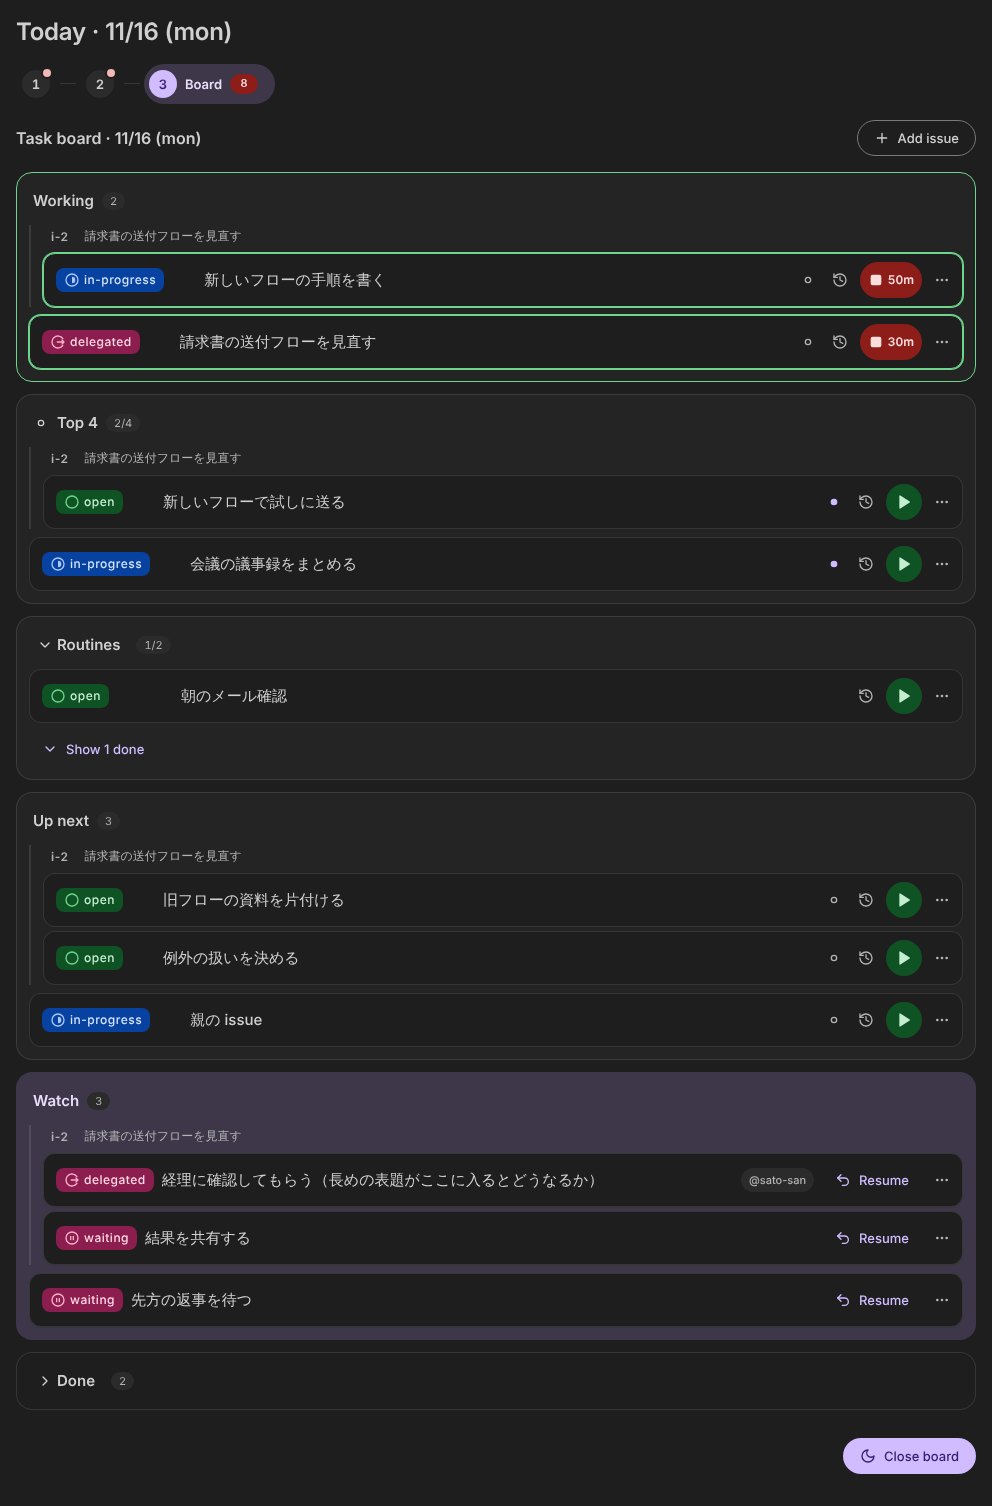 Today · 11/16 (mon)
1 2 3 Board 8
Task board · 11/16 (mon)
Add issue
Working 2
i-2 請求書の送付フローを見直す
in-progress 新しいフローの手順を書く 50m
delegated 請求書の送付フローを見直す 30m
Top 4 2/4
i-2 請求書の送付フローを見直す
open 新しいフローで試しに送る
in-progress 会議の議事録をまとめる
Routines 1/2
open 朝のメール確認
Show 1 done
Up next 3
i-2 請求書の送付フローを見直す
open 旧フローの資料を片付ける
open 例外の扱いを決める
in-progress 親の issue
Watch 3
i-2 請求書の送付フローを見直す
delegated 経理に確認してもらう（長めの表題がここに入るとどうなるか） @sato-san Resume
waiting 結果を共有する Resume
waiting 先方の返事を待つ Resume
Done 2
Close board